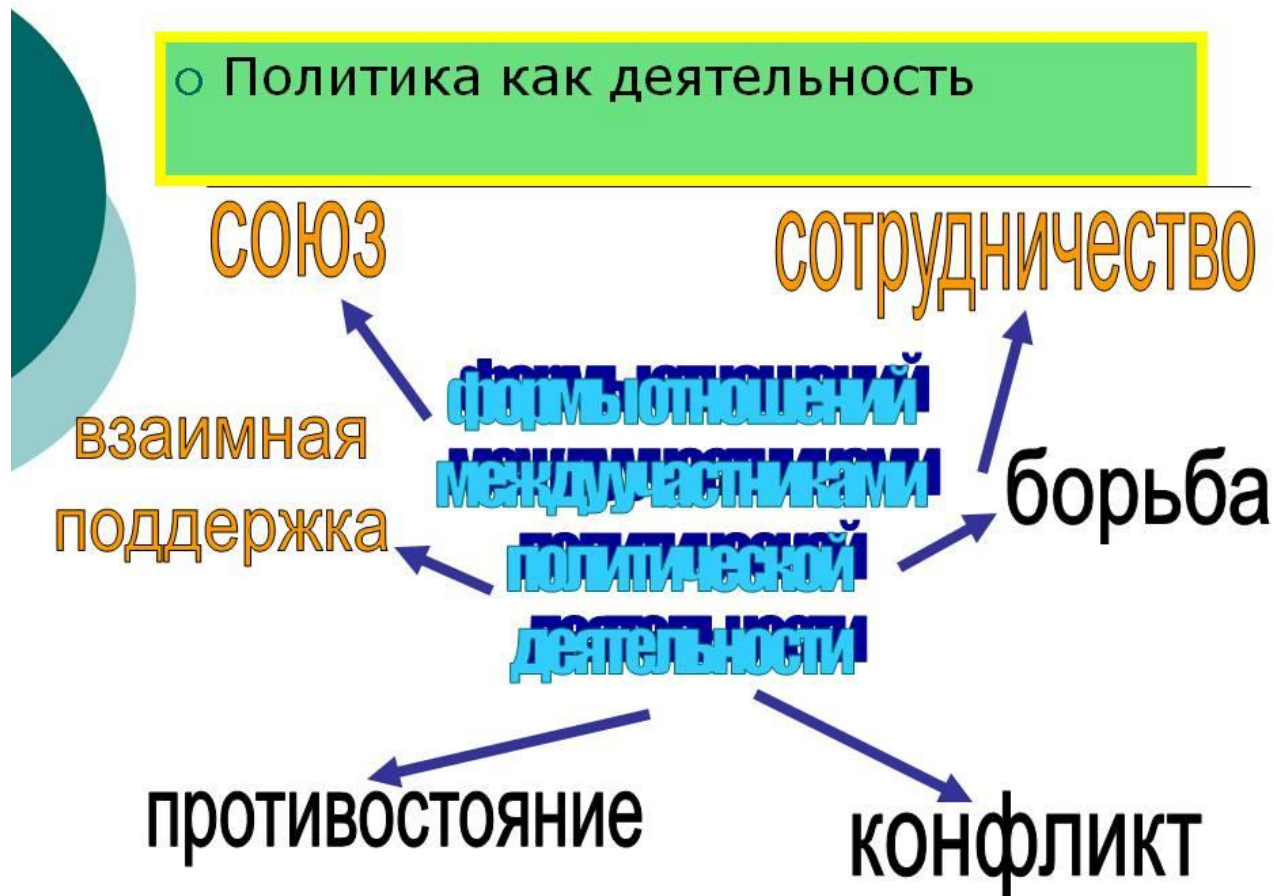 Политика как деятельность
союз
сотрудничество
формы отношений
между участниками
политической
деятельности
взаимная
поддержка
борьба
противостояние
конфликт